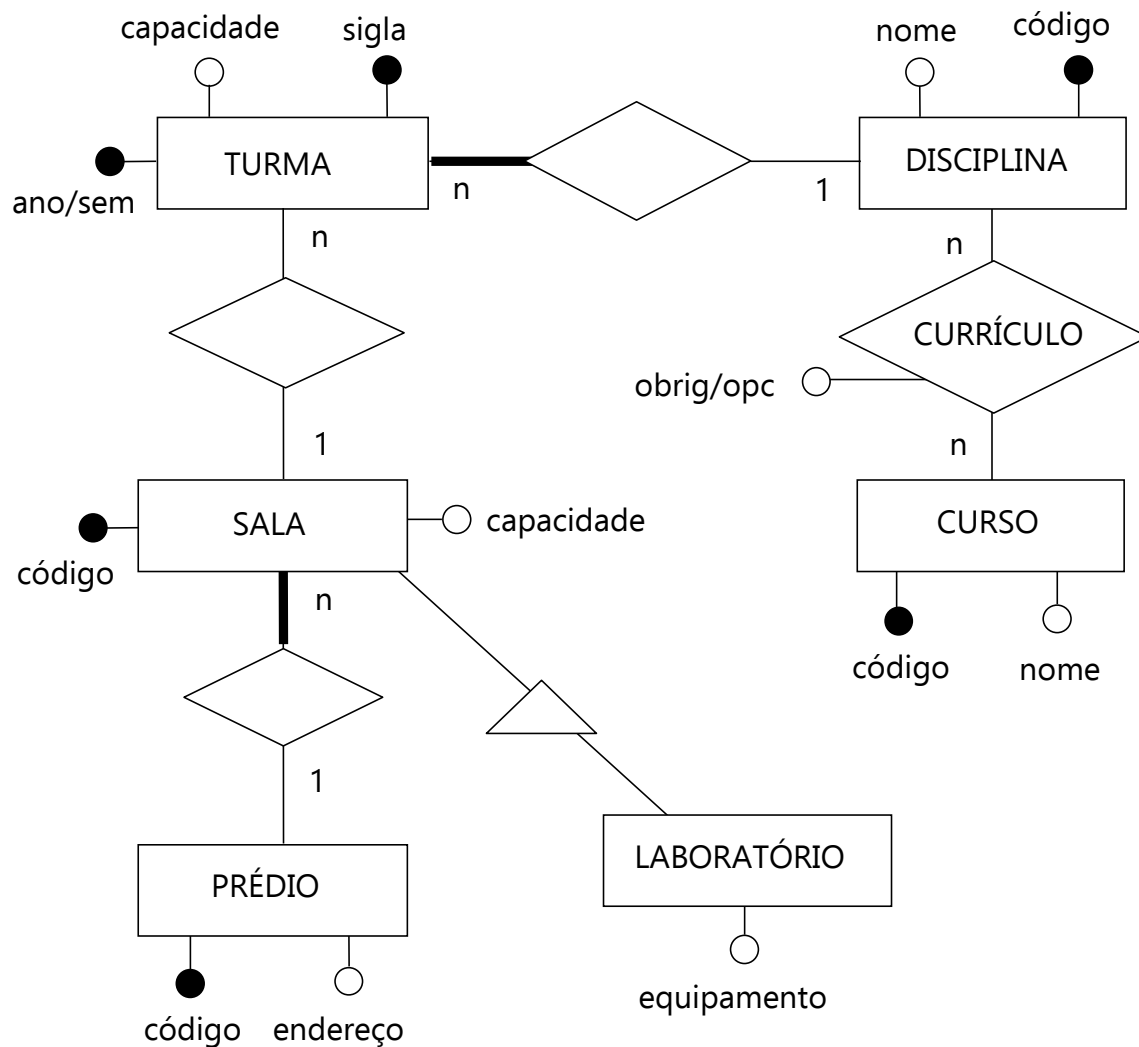 capacidade
sigla
nome
código
TURMA
DISCIPLINA
ano/sem
n
1
n
n
CURRÍCULO
obrig/opc
1
n
SALA
capacidade
CURSO
código
n
código
nome
1
PRÉDIO
LABORATÓRIO
código
endereço
equipamento